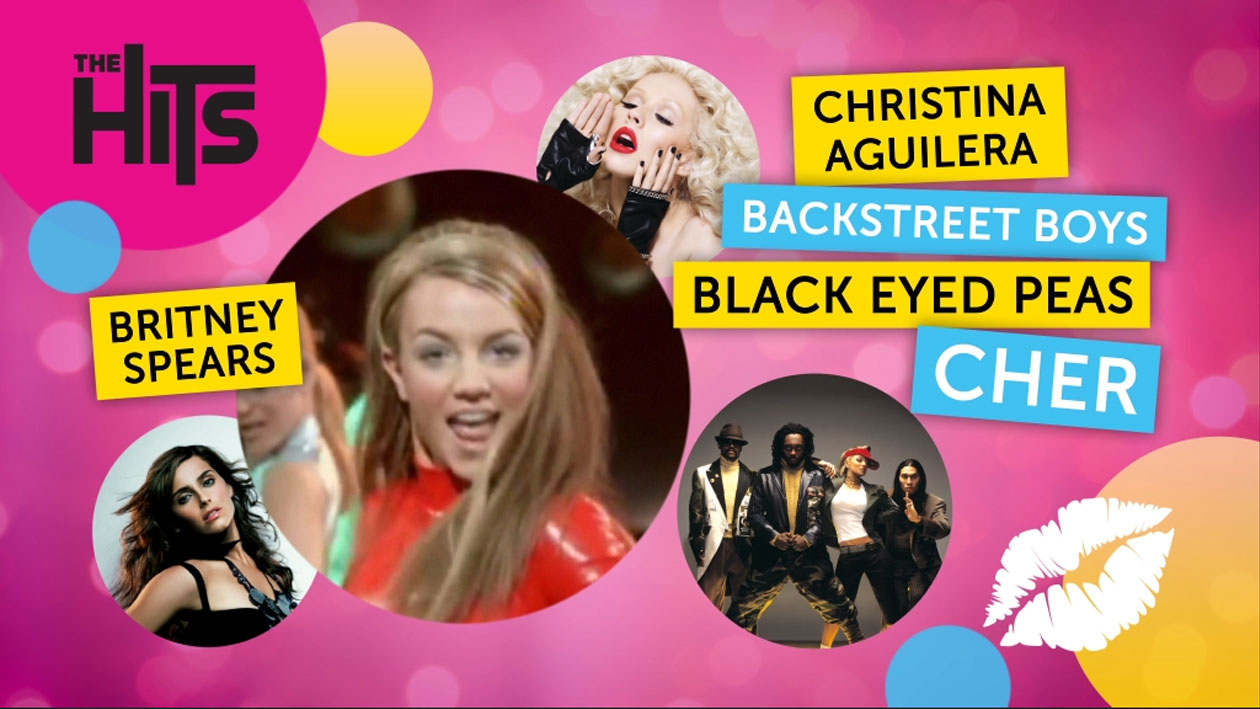 THE
HITS
CHRISTINA
AGUILERA
BACKSTREET BOYS
BLACK EYED PEAS
CHER
BRITNEY
SPEARS